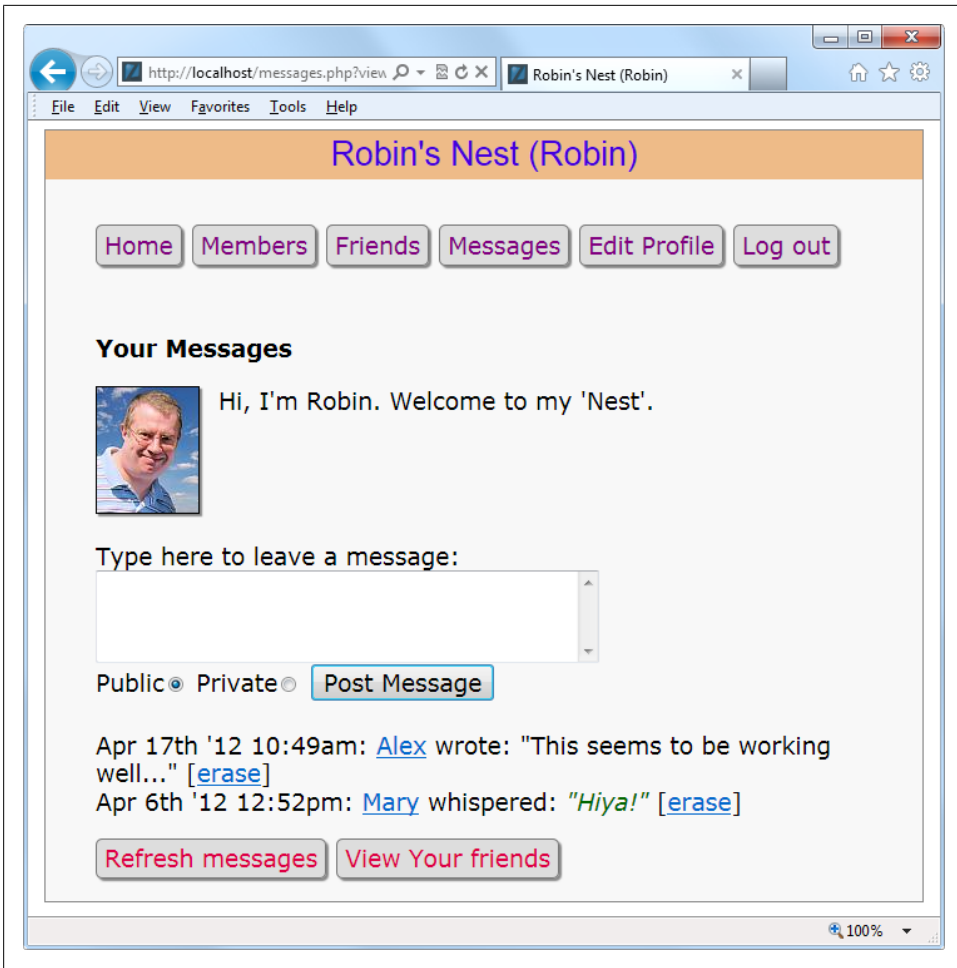 http://localhost/messages.php?view
Robin's Nest (Robin)
File Edit View Favorites Tools Help
Robin's Nest (Robin)
Home Members Friends Messages Edit Profile Log out
Your Messages
Hi, I'm Robin. Welcome to my 'Nest'.
Type here to leave a message:
Public Private Post Message
Apr 17th '12 10:49am: Alex wrote: "This seems to be working
well..." [erase]
Apr 6th '12 12:52pm: Mary whispered: "Hiya!" [erase]
Refresh messages View Your friends
100%